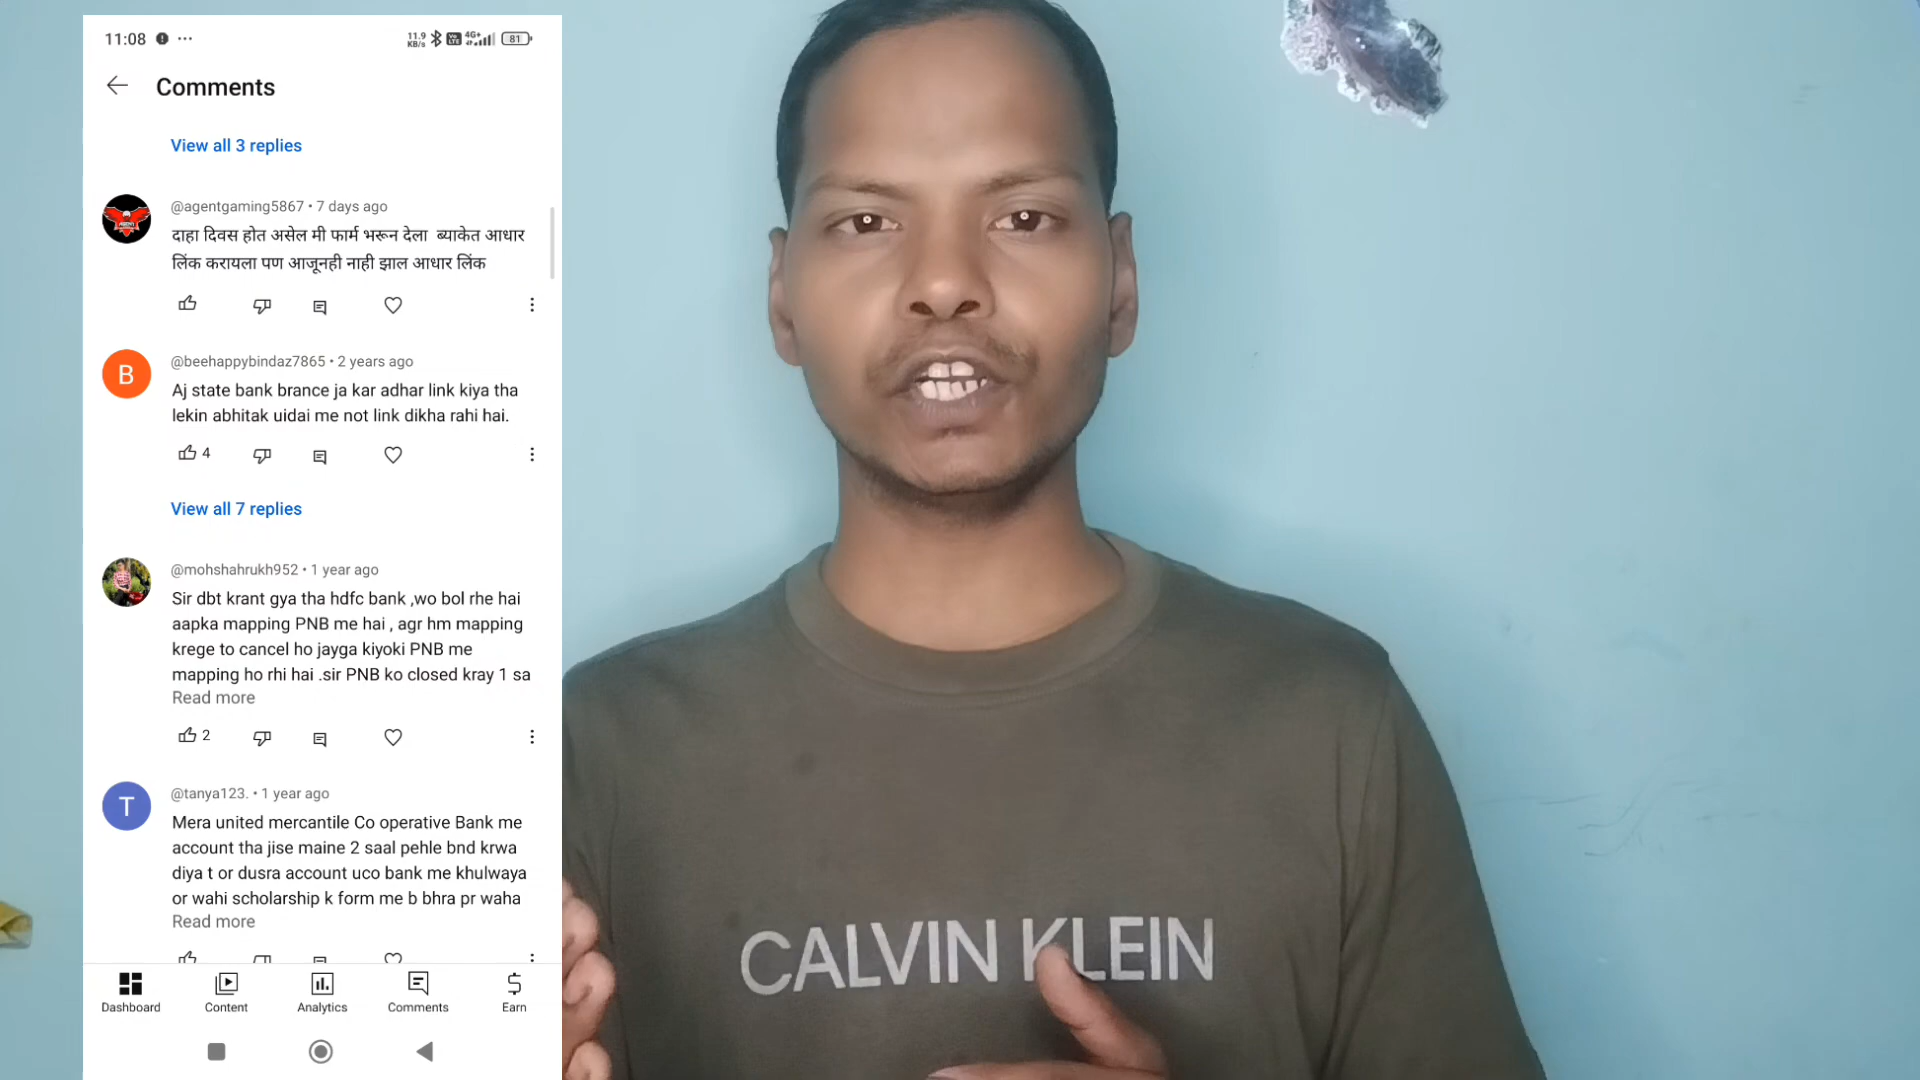 11:08
11.9 KB/s
4G+
81
Comments
View all 3 replies
@agentgaming5867 • 7 days ago
दाहा दिवस होत असेल मी फार्म भरून देला ब्याकेत आधार
लिंक करायला पण आजूनही नाही झाल आधार लिंक
@beehappybindaz7865 • 2 years ago
B
Aj state bank brance ja kar adhar link kiya tha
lekin abhitak uidai me not link dikha rahi hai.
4
View all 7 replies
@mohshahrukh952 • 1 year ago
Sir dbt krant gya tha hdfc bank ,wo bol rhe hai
aapka mapping PNB me hai , agr hm mapping
krege to cancel ho jayga kiyoki PNB me
mapping ho rhi hai .sir PNB ko closed kray 1 sa
Read more
2
@tanya123. • 1 year ago
T
Mera united mercantile Co operative Bank me
account tha jise maine 2 saal pehle bnd krwa
diya t or dusra account uco bank me khulwaya
or wahi scholarship k form me b bhra pr waha
Read more
Dashboard
Content
Analytics
Comments
Earn
CALVIN KLEIN